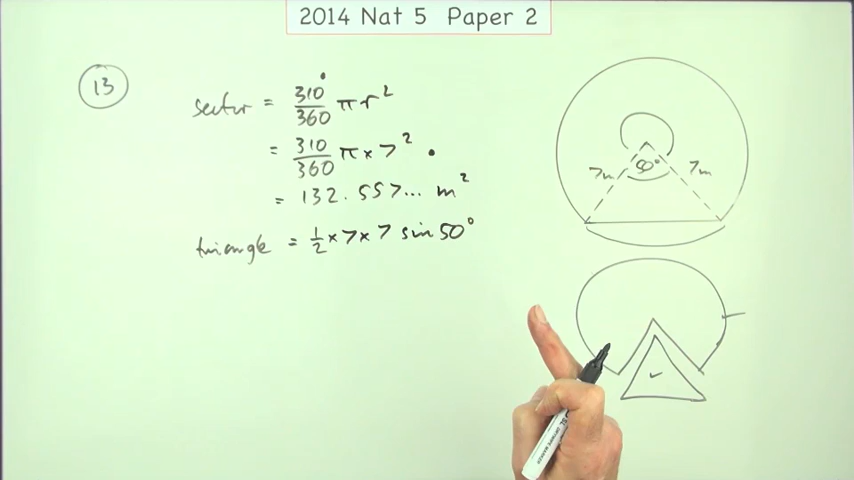 2014 Nat 5 Paper 2
13
sector = 310/360 π r²
= 310/360 π × 7²
= 132.557... m²
triangle = 1/2 × 7 × 7 sin 50°
50°
7m 7m